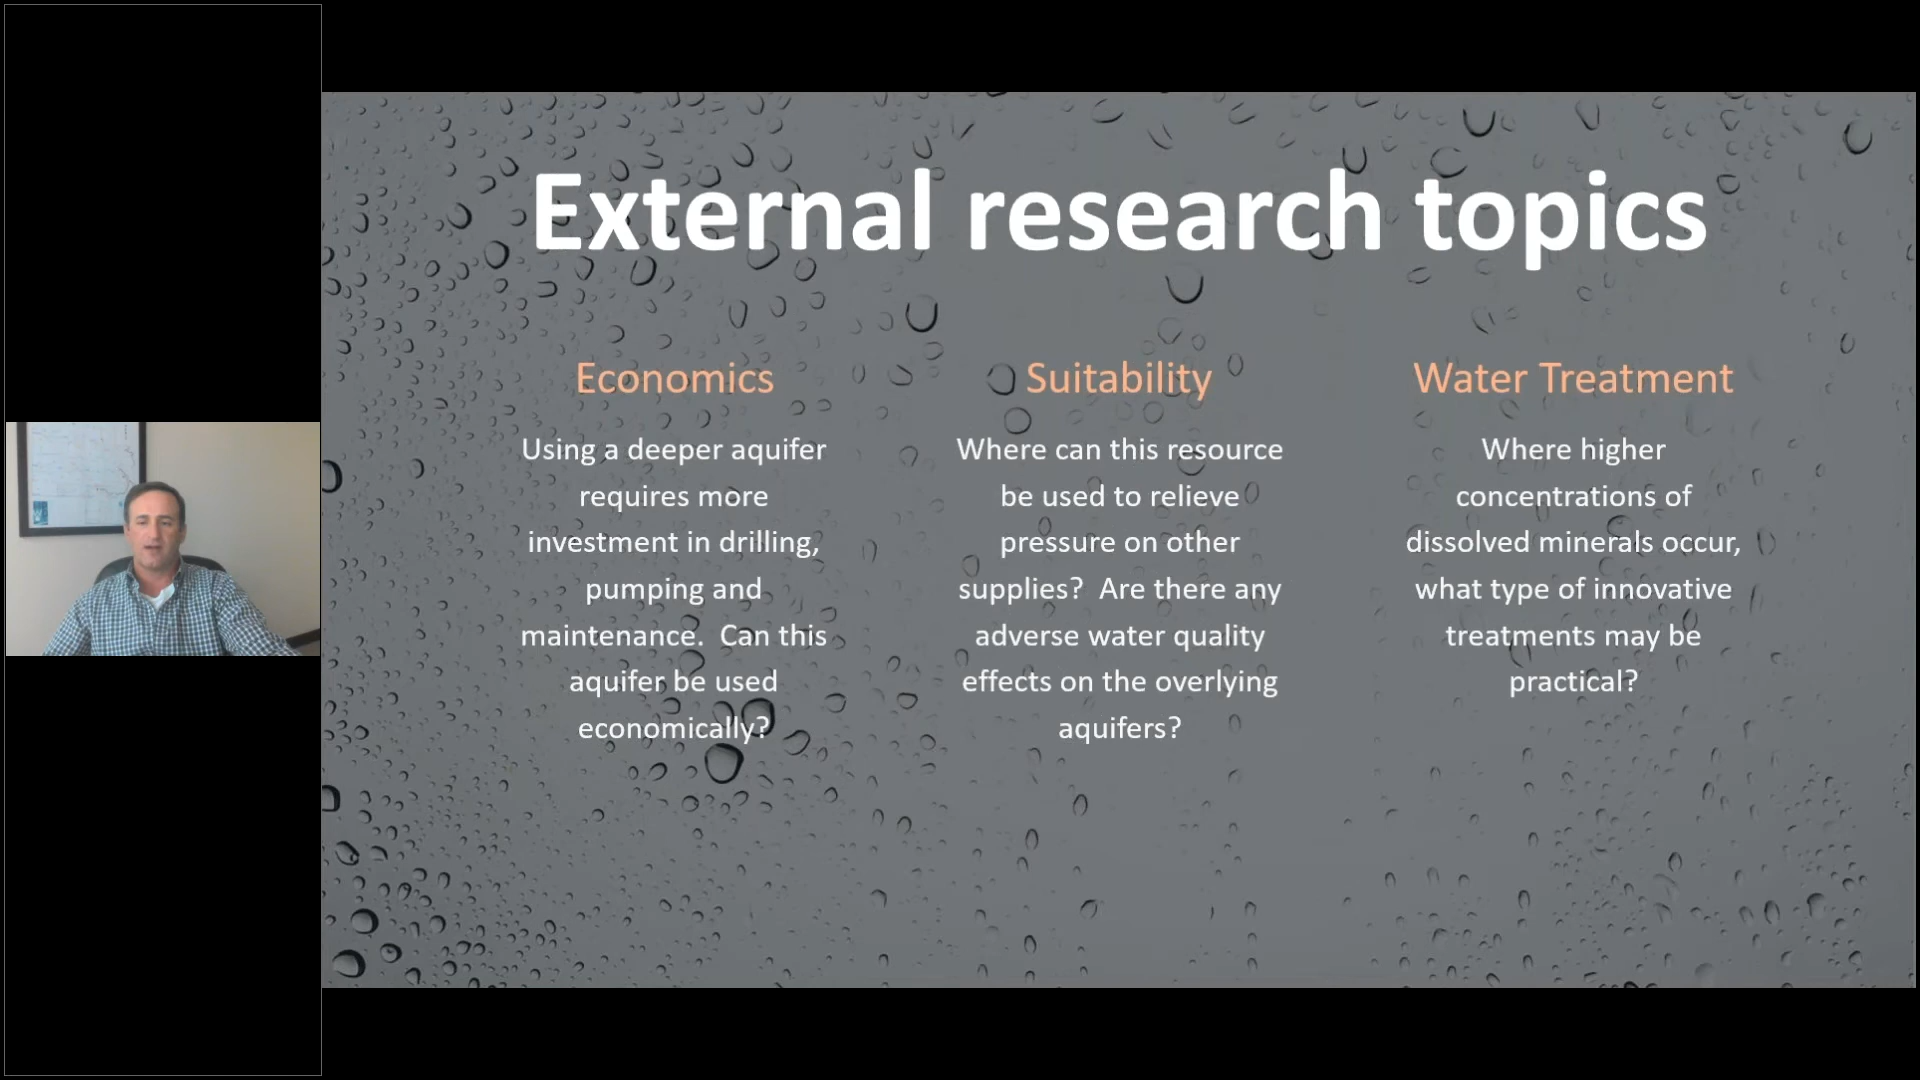 External research topics
Economics
Using a deeper aquifer
requires more
investment in drilling,
pumping and
maintenance.  Can this
aquifer be used
economically?
Suitability
Where can this resource
be used to relieve
pressure on other
supplies?  Are there any
adverse water quality
effects on the overlying
aquifers?
Water Treatment
Where higher
concentrations of
dissolved minerals occur,
what type of innovative
treatments may be
practical?